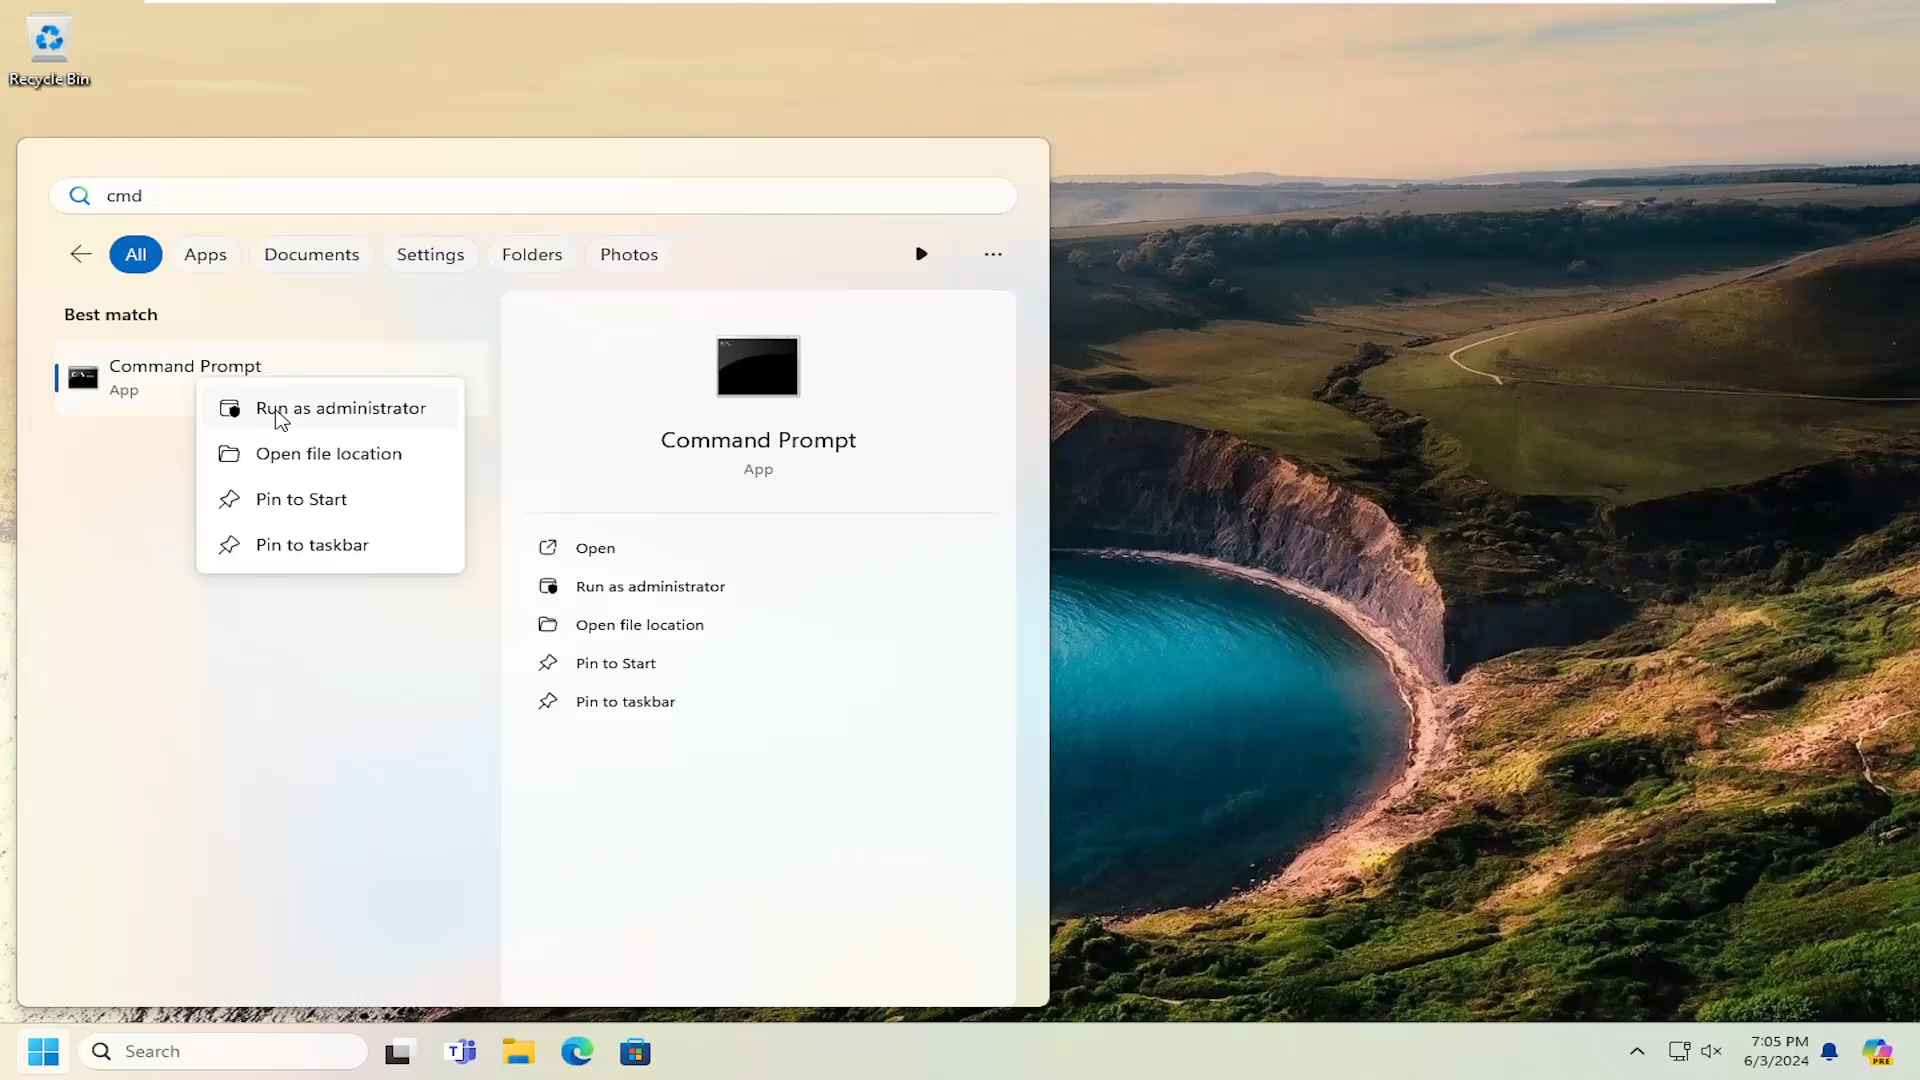 Recycle Bin
cmd
All
Apps
Documents
Settings
Folders
Photos
Best match
Command Prompt
App
Run as administrator
Open file location
Pin to Start
Pin to taskbar
Command Prompt
App
Open
Run as administrator
Open file location
Pin to Start
Pin to taskbar
Search
7:05 PM
6/3/2024
PRE